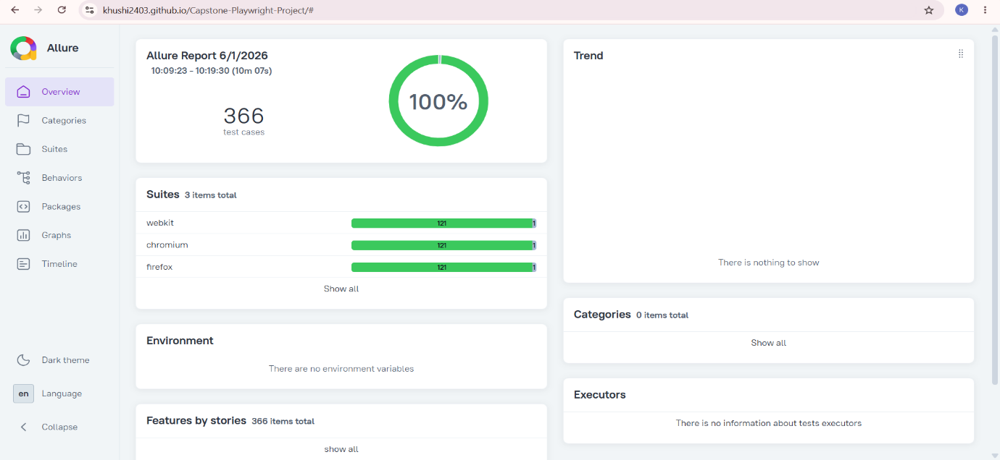 khushi2403.github.io/Capstone-Playwright-Project/#
K
Allure
Overview
Categories
Suites
Behaviors
Packages
Graphs
Timeline
Dark theme
en Language
Collapse
Allure Report 6/1/2026
10:09:23 - 10:19:30 (10m 07s)
366
test cases
100%
Suites 3 items total
webkit 121 1
chromium 121 1
firefox 121 1
Show all
Environment
There are no environment variables
Features by stories 366 items total
show all
Trend
There is nothing to show
Categories 0 items total
Show all
Executors
There is no information about tests executors